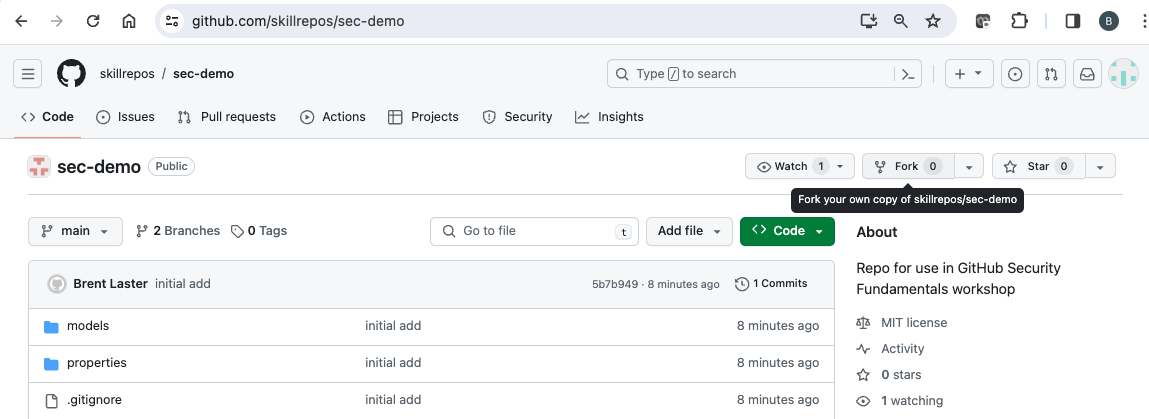 github.com/skillrepos/sec-demo
B
skillrepos / sec-demo
Type / to search
Code Issues Pull requests Actions Projects Security Insights
sec-demo Public
Watch 1 Fork 0 Star 0
Fork your own copy of skillrepos/sec-demo
main 2 Branches 0 Tags Go to file t Add file Code
About
Brent Laster initial add 5b7b949 · 8 minutes ago 1 Commits
Repo for use in GitHub Security
Fundamentals workshop
models initial add 8 minutes ago
MIT license
Activity
properties initial add 8 minutes ago
0 stars
.gitignore initial add 8 minutes ago
1 watching